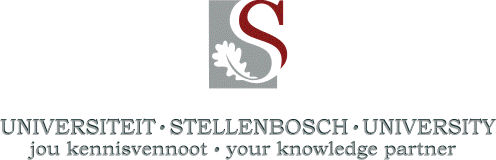 S
UNIVERSITEIT • STELLENBOSCH • UNIVERSITY
jou kennisvennoot • your knowledge partner